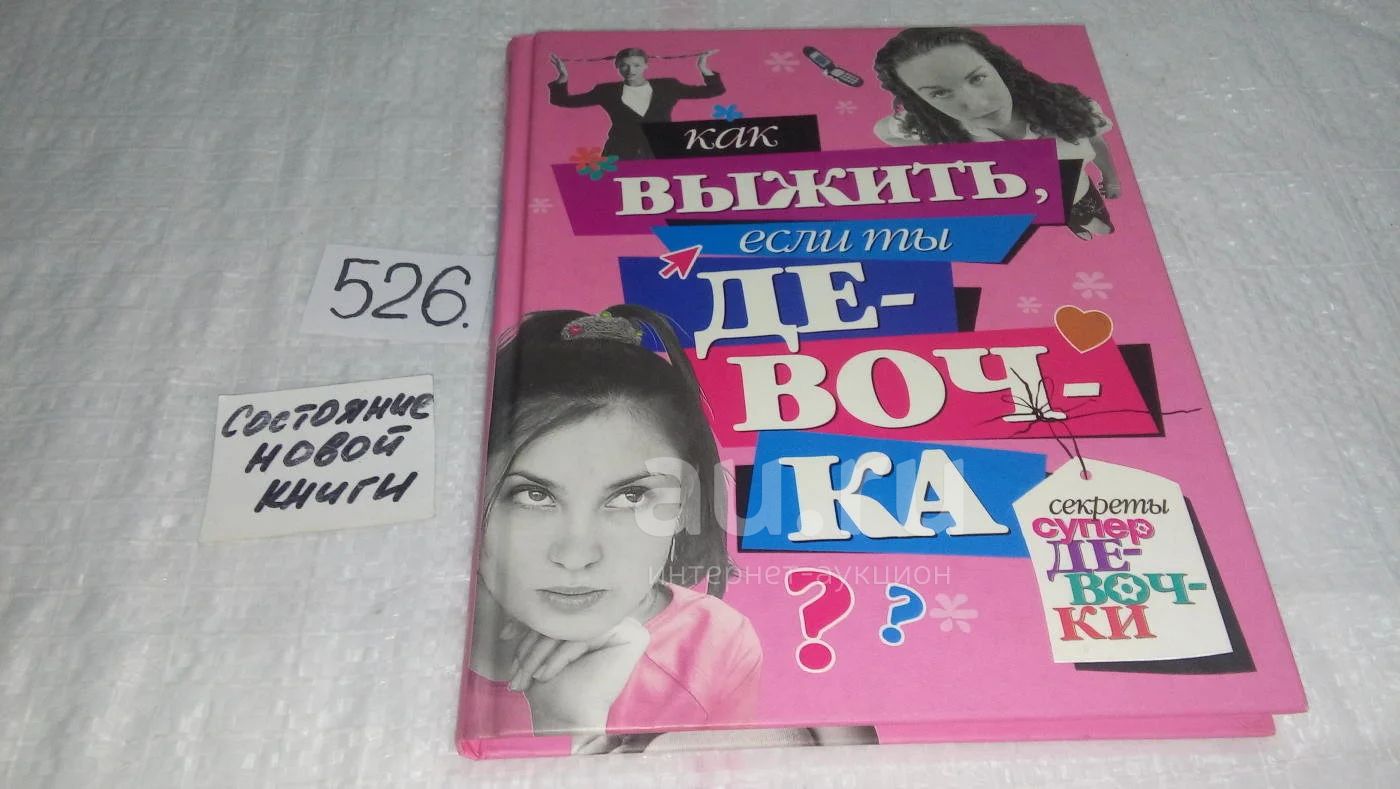 как
ВЫЖИТЬ,
если ты
ДЕ-
ВОЧ-
КА
секреты
супер
ДЕ-
ВОЧ-
КИ
526.
Состояние
новой
книги
au.ru
интернет-аукцион